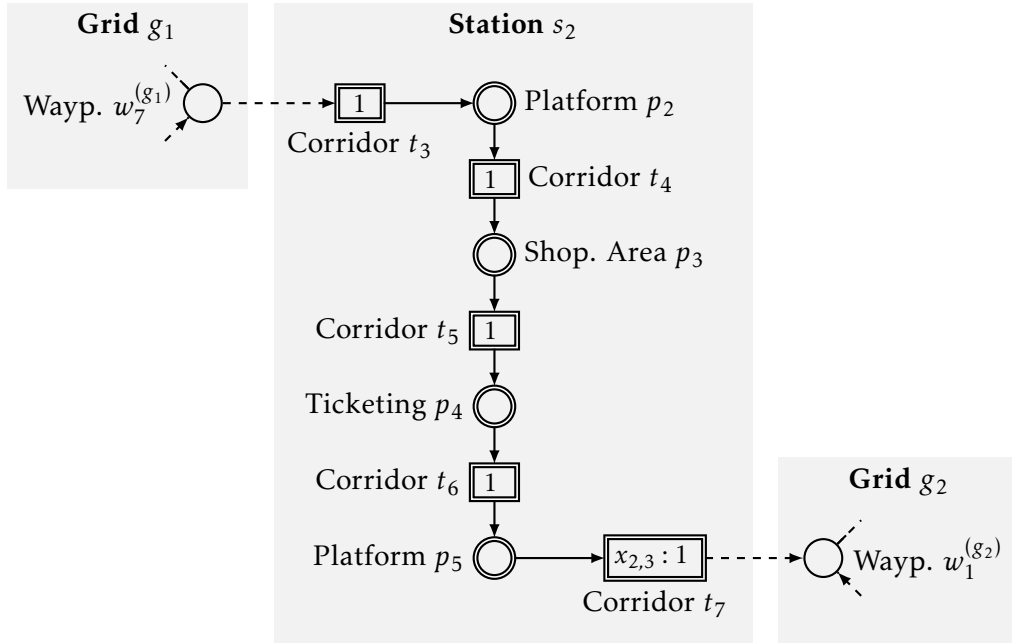 Grid g₁
Station s₂
Wayp. w₇^(g₁)
1
Platform p₂
Corridor t₃
1
Corridor t₄
Shop. Area p₃
Corridor t₅
1
Ticketing p₄
Corridor t₆
1
Grid g₂
Platform p₅
x₂,₃ : 1
Wayp. w₁^(g₂)
Corridor t₇